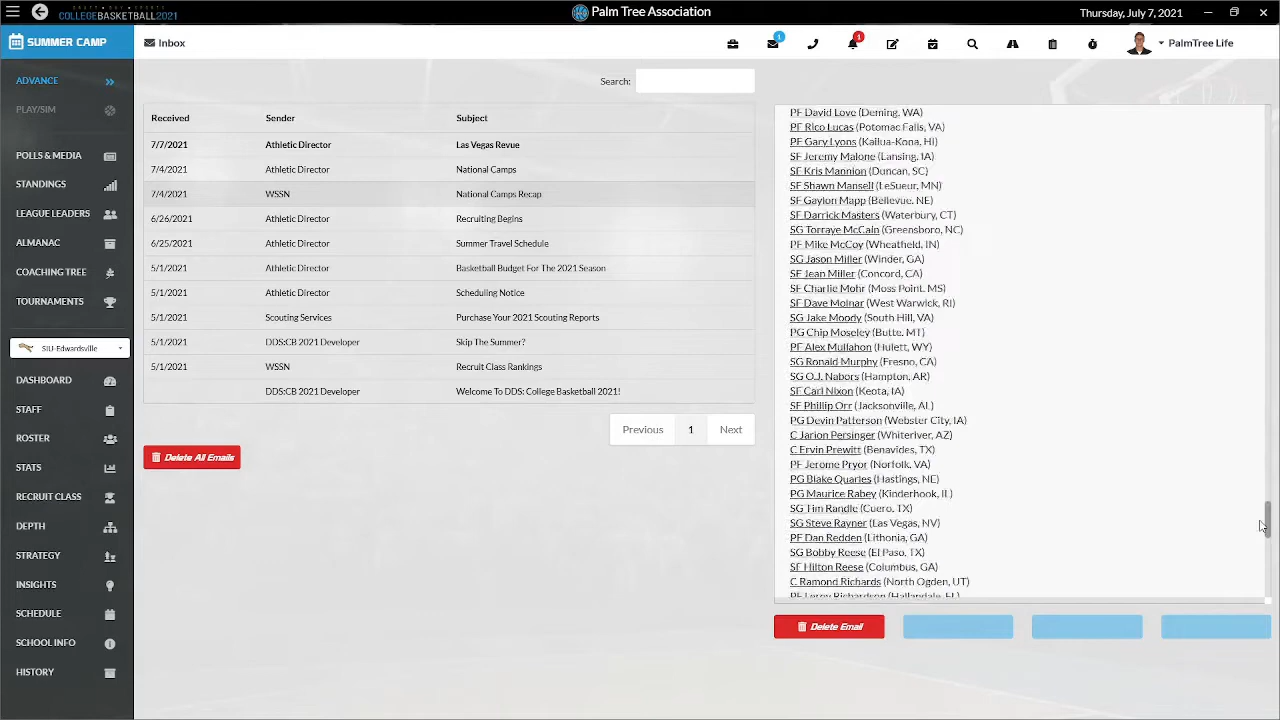 DRAFT DAY SPORTS
COLLEGEBASKETBALL2021
Palm Tree Association
Thursday, July 7, 2021
SUMMER CAMP
Inbox
1
1
PalmTree Life
ADVANCE
PLAY/SIM
POLLS & MEDIA
STANDINGS
LEAGUE LEADERS
ALMANAC
COACHING TREE
TOURNAMENTS
SIU-Edwardsville
DASHBOARD
STAFF
ROSTER
STATS
RECRUIT CLASS
DEPTH
STRATEGY
INSIGHTS
SCHEDULE
SCHOOL INFO
HISTORY
Search:
Received Sender Subject
7/7/2021 Athletic Director Las Vegas Revue
7/4/2021 Athletic Director National Camps
7/4/2021 WSSN National Camps Recap
6/26/2021 Athletic Director Recruiting Begins
6/25/2021 Athletic Director Summer Travel Schedule
5/1/2021 Athletic Director Basketball Budget For The 2021 Season
5/1/2021 Athletic Director Scheduling Notice
5/1/2021 Scouting Services Purchase Your 2021 Scouting Reports
5/1/2021 DDS:CB 2021 Developer Skip The Summer?
5/1/2021 WSSN Recruit Class Rankings
DDS:CB 2021 Developer Welcome To DDS: College Basketball 2021!
Previous 1 Next
Delete All Emails
PF David Love (Deming, WA)
PF Rico Lucas (Potomac Falls, VA)
PF Gary Lyons (Kailua-Kona, HI)
SF Jeremy Malone (Lansing, IA)
SF Kris Mannion (Duncan, SC)
SF Shawn Mansell (LeSueur, MN)
SF Gaylon Mapp (Bellevue, NE)
SF Darrick Masters (Waterbury, CT)
SG Torraye McCain (Greensboro, NC)
PF Mike McCoy (Wheatfield, IN)
SG Jason Miller (Winder, GA)
SF Jean Miller (Concord, CA)
SF Charlie Mohr (Moss Point, MS)
SF Dave Molnar (West Warwick, RI)
SG Jake Moody (South Hill, VA)
PG Chip Moseley (Butte, MT)
PF Alex Mullahon (Hulett, WY)
SG Ronald Murphy (Fresno, CA)
SG O.J. Nabors (Hampton, AR)
SF Carl Nixon (Keota, IA)
SF Phillip Orr (Jacksonville, AL)
PG Devin Patterson (Webster City, IA)
C Jarion Persinger (Whiteriver, AZ)
C Ervin Prewitt (Benavides, TX)
PF Jerome Pryor (Norfolk, VA)
PG Blake Quarles (Hastings, NE)
PG Maurice Rabey (Kinderhook, IL)
SG Tim Randle (Cuero, TX)
SG Steve Rayner (Las Vegas, NV)
PF Dan Redden (Lithonia, GA)
SG Bobby Reese (El Paso, TX)
SF Hilton Reese (Columbus, GA)
C Ramond Richards (North Ogden, UT)
PF Leroy Richardson (Hallandale, FL)
Delete Email